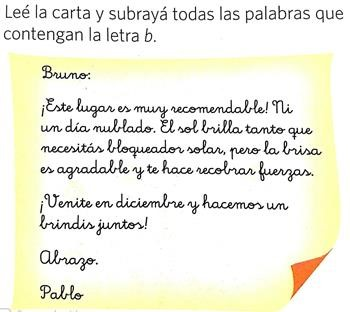 Leé la carta y subrayá todas las palabras que
contengan la letra b.
Bruno:
¡Este lugar es muy recomendable! Ni
un día nublado. El sol brilla tanto que
necesitás bloqueador solar, pero la brisa
es agradable y te hace recobrar fuerzas.
¡Venite en diciembre y hacemos un
brindis juntos!
Abrazo.
Pablo